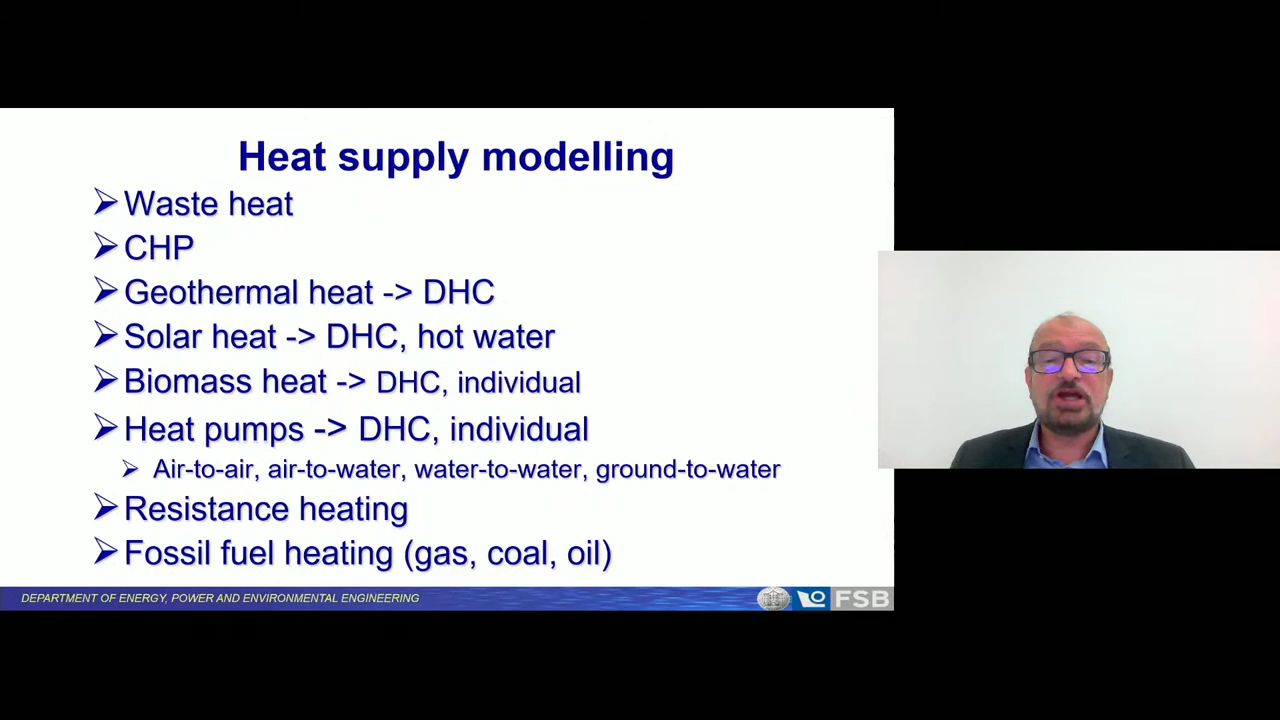 Heat supply modelling
Waste heat
CHP
Geothermal heat -> DHC
Solar heat -> DHC, hot water
Biomass heat -> DHC, individual
Heat pumps -> DHC, individual
Air-to-air, air-to-water, water-to-water, ground-to-water
Resistance heating
Fossil fuel heating (gas, coal, oil)
DEPARTMENT OF ENERGY, POWER AND ENVIRONMENTAL ENGINEERING
FSB